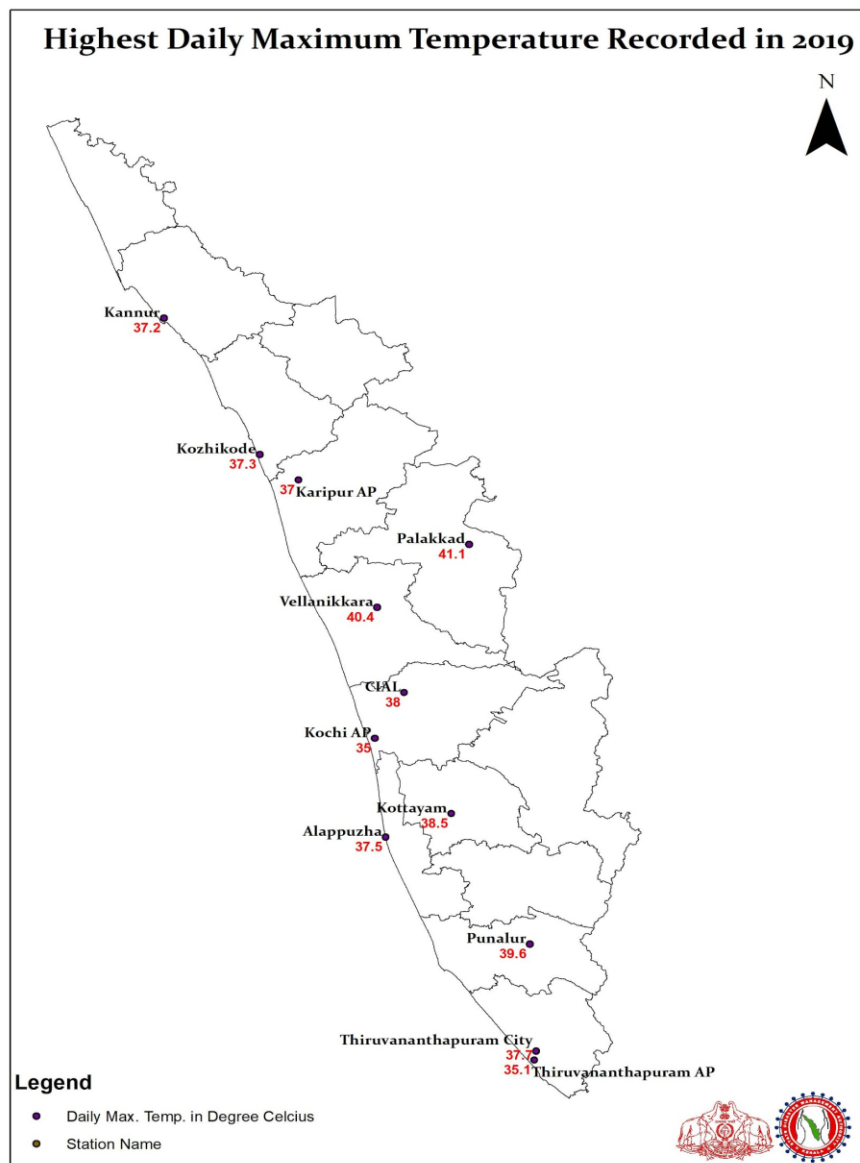 Highest Daily Maximum Temperature Recorded in 2019
N
Kannur
37.2
Kozhikode
37.3
37
Karipur AP
Palakkad
41.1
Vellanikkara
40.4
CIAL
38
Kochi AP
35
Kottayam
38.5
Alappuzha
37.5
Punalur
39.6
Thiruvananthapuram City
37.7
35.1
Thiruvananthapuram AP
Legend
Daily Max. Temp. in Degree Celcius
Station Name